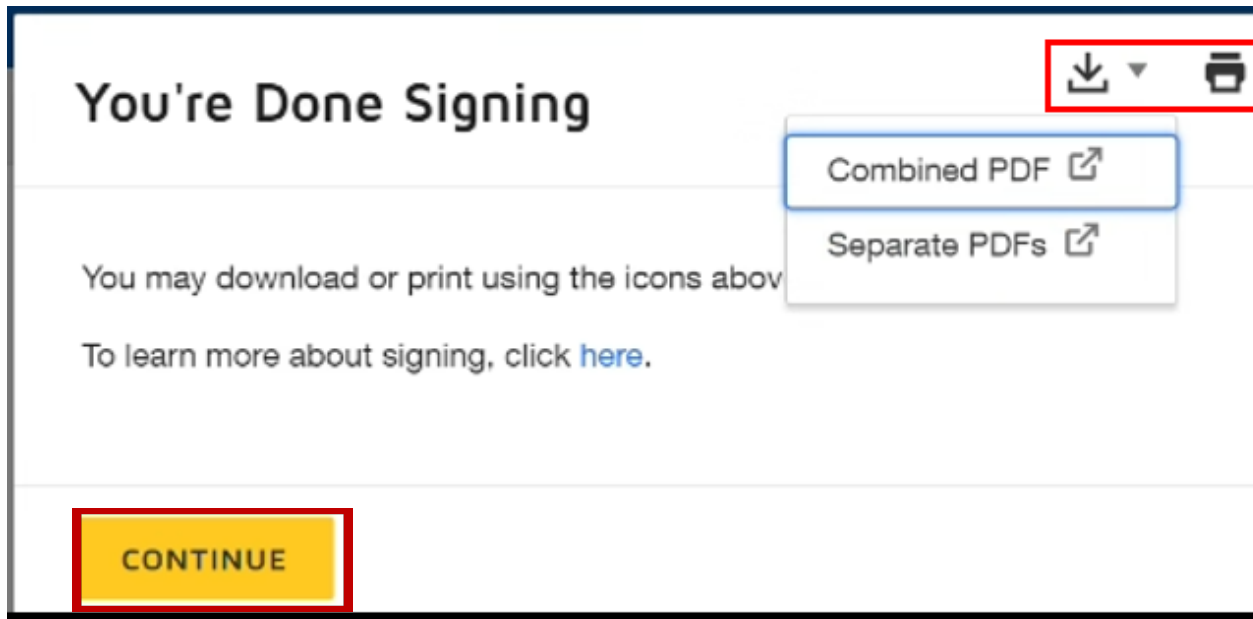 You're Done Signing
Combined PDF
Separate PDFs
You may download or print using the icons
To learn more about signing, click here.
CONTINUE